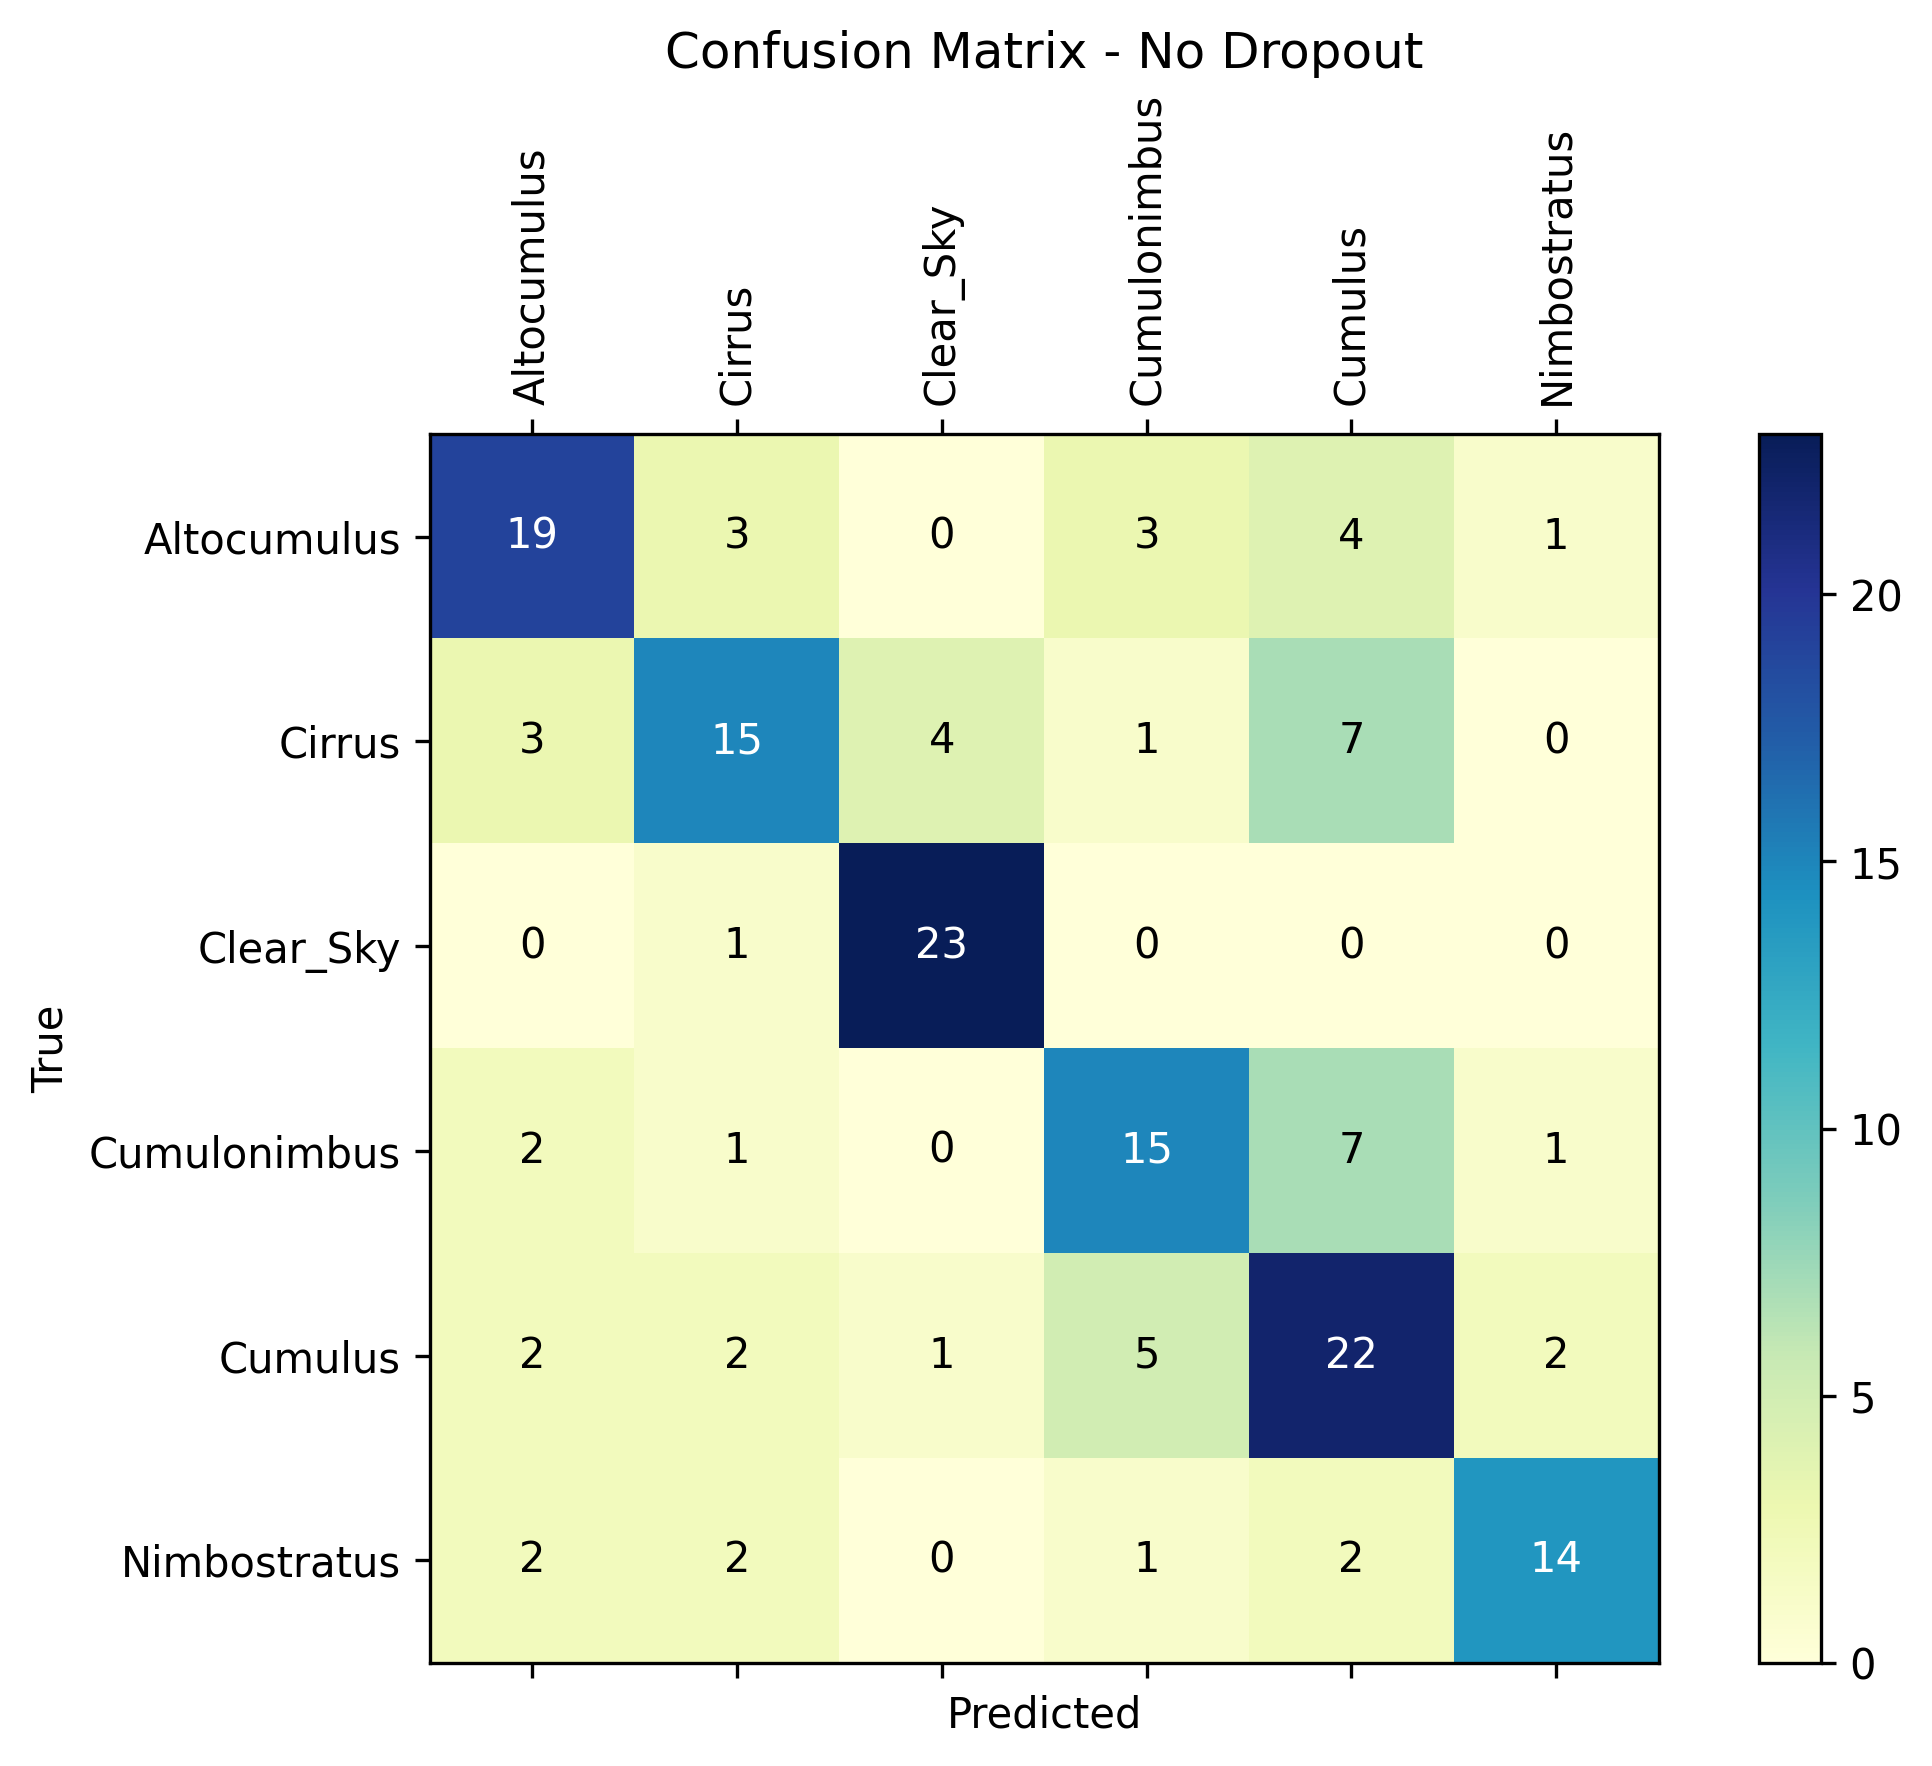 Confusion Matrix - No Dropout
Altocumulus
Cirrus
Clear_Sky
Cumulonimbus
Cumulus
Nimbostratus
Altocumulus 19 3 0 3 4 1
Cirrus 3 15 4 1 7 0
Clear_Sky 0 1 23 0 0 0
Cumulonimbus 2 1 0 15 7 1
Cumulus 2 2 1 5 22 2
Nimbostratus 2 2 0 1 2 14
True
Predicted
20
15
10
5
0